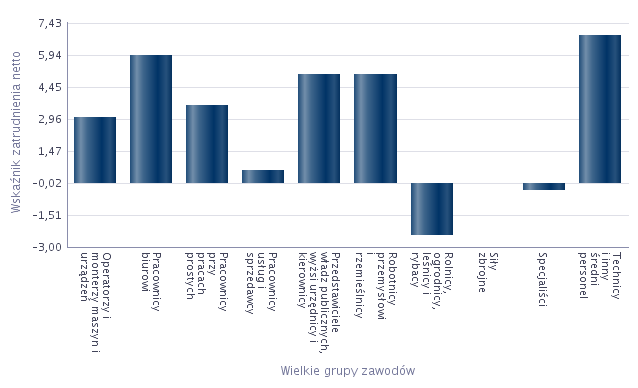 7,43
5,94
4,45
2,96
1,47
-0,02
-1,51
-3,00
Wskaźnik zatrudnienia netto
Operatorzy i
monterzy maszyn i
urządzeń
Pracownicy
biurowi
Pracownicy
przy
pracach
prostych
Pracownicy
usług i
sprzedawcy
Przedstawiciele
władz publicznych,
wyżsi urzędnicy i
kierownicy
Robotnicy
przemysłowi
i
rzemieślnicy
Rolnicy,
ogrodnicy,
leśnicy i
rybacy
Siły
zbrojne
Specjaliści
Technicy
i inny
średni
personel
Wielkie grupy zawodów